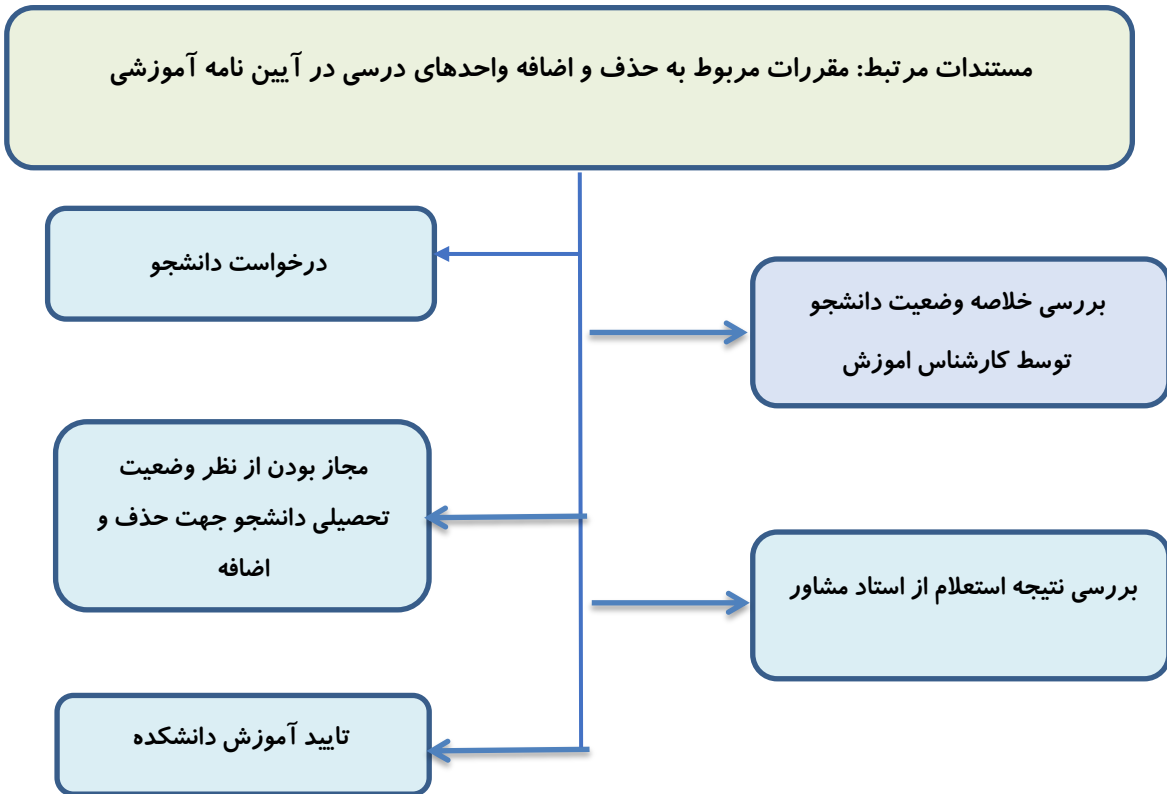 مستندات مرتبط: مقررات مربوط به حذف و اضافه واحدهای درسی در آیین نامه آموزشی
درخواست دانشجو
بررسی خلاصه وضعیت دانشجو
توسط کارشناس اموزش
مجاز بودن از نظر وضعیت
تحصیلی دانشجو جهت حذف و
اضافه
بررسی نتیجه استعلام از استاد مشاور
تایید آموزش دانشکده